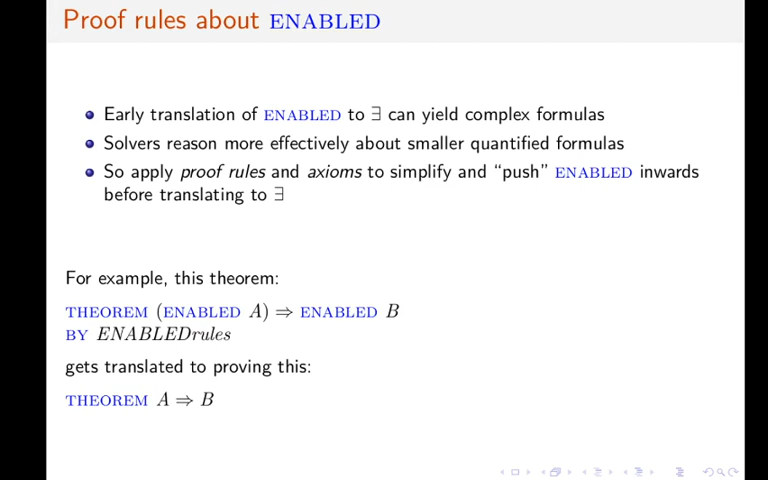 Proof rules about ENABLED
Early translation of ENABLED to ∃ can yield complex formulas
Solvers reason more effectively about smaller quantified formulas
So apply proof rules and axioms to simplify and “push” ENABLED inwards
before translating to ∃
For example, this theorem:
THEOREM (ENABLED A) ⇒ ENABLED B
BY ENABLEDrules
gets translated to proving this:
THEOREM A ⇒ B